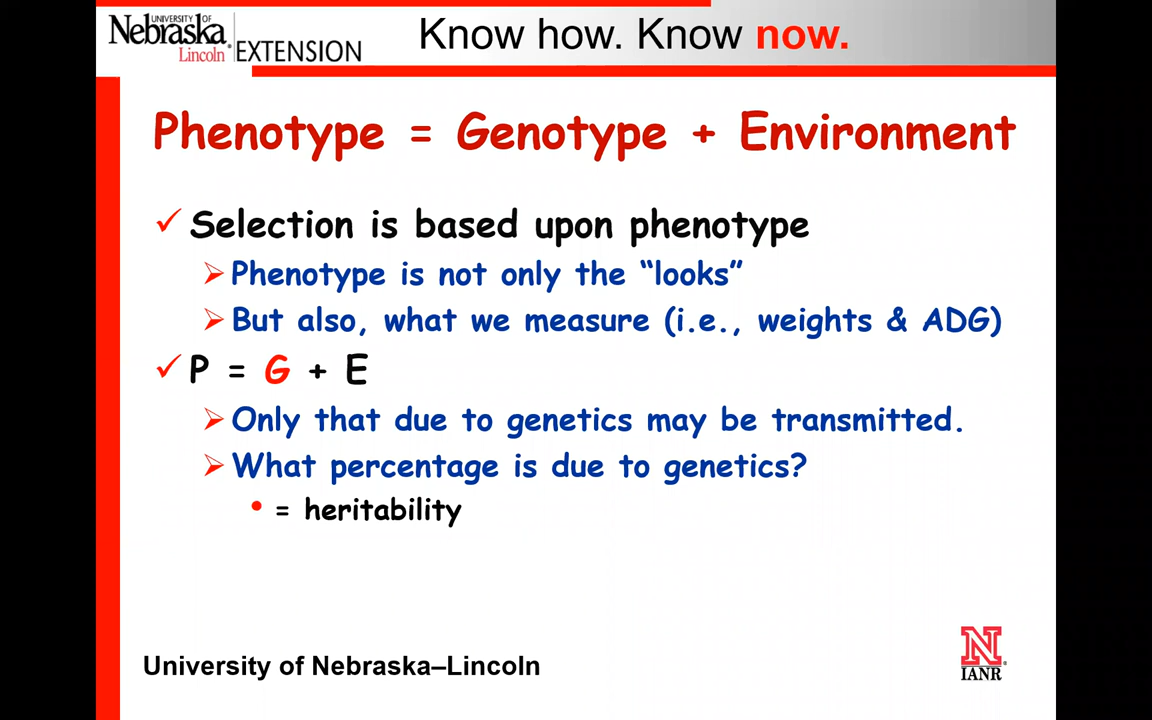 UNIVERSITY OF
Nebraska
Lincoln
EXTENSION
Know how. Know now.
Phenotype = Genotype + Environment
Selection is based upon phenotype
Phenotype is not only the “looks”
But also, what we measure (i.e., weights & ADG)
P = G + E
Only that due to genetics may be transmitted.
What percentage is due to genetics?
= heritability
University of Nebraska–Lincoln
N
IANR